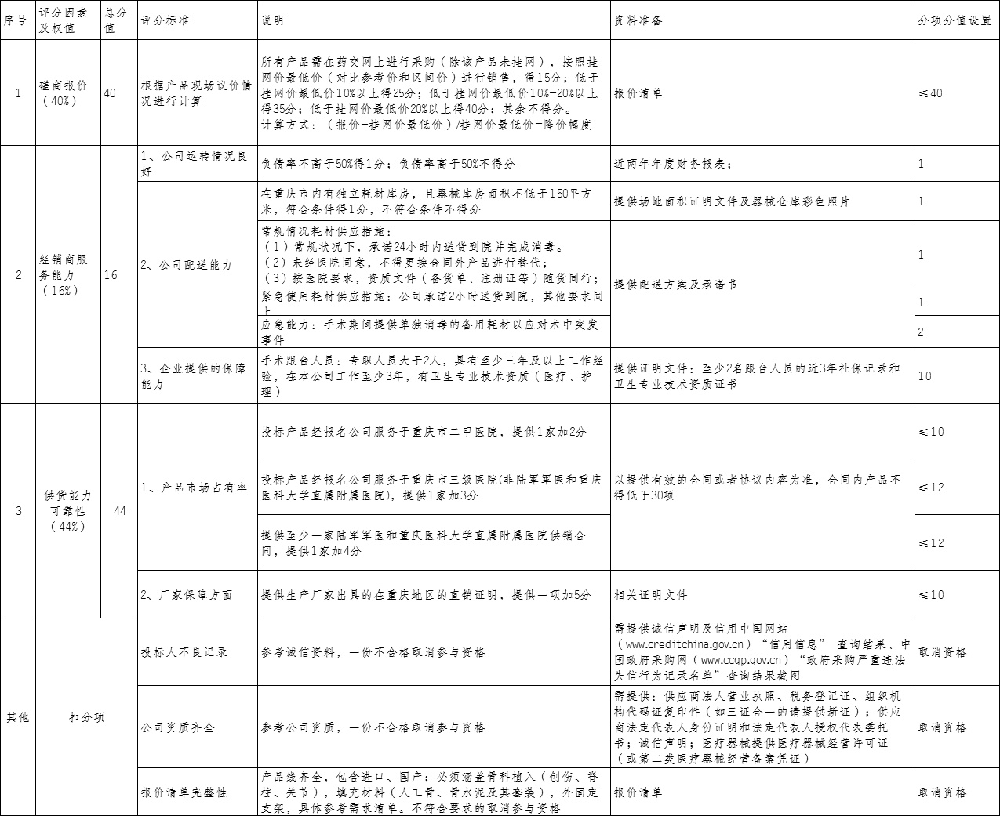 序号
评分因素
及权值
总分
值
评分标准
说明
资料准备
分项分值设置
1
磋商报价
（40%）
40
根据产品现场议价情
况进行计算
所有产品需在药交网上进行采购（除该产品未挂网），按照挂
网价最低价（对比参考价和区间价）进行销售，得15分；低于
挂网价最低价10%以上得25分；低于挂网价最低价10%-20%以上
得35分；低于挂网价最低价20%以上得40分；其余不得分。
计算方式：（报价-挂网价最低价）/挂网价最低价=降价幅度
报价清单
≤40
2
经销商服
务能力
（16%）
16
1、公司运转情况良
好
负债率不高于50%得1分；负债率高于50%不得分
近两年年度财务报表；
1
2、公司配送能力
在重庆市内有独立耗材库房，且器械库房面积不低于150平方
米，符合条件得1分，不符合条件不得分
提供场地面积证明文件及器械仓库彩色照片
1
常规情况耗材供应措施：
（1）常规状况下，承诺24小时内送货到院并完成消毒。
（2）未经医院同意，不得更换合同外产品进行替代；
（3）按医院要求，资质文件（备货单、注册证等）随货同行；
提供配送方案及承诺书
1
紧急使用耗材供应措施：公司承诺2小时送货到院，其他要求同
上
1
应急能力：手术期间提供单独消毒的备用耗材以应对术中突发
事件
2
3、企业提供的保障
能力
手术跟台人员：专职人员大于2人，具有至少三年及以上工作经
验，在本公司工作至少3年，有卫生专业技术资质（医疗、护
理）
提供证明文件：至少2名跟台人员的近3年社保记录和
卫生专业技术资质证书
10
3
供货能力
可靠性
（44%）
44
1、产品市场占有率
投标产品经报名公司服务于重庆市二甲医院，提供1家加2分
以提供有效的合同或者协议内容为准，合同内产品不
得低于30项
≤10
投标产品经报名公司服务于重庆市三级医院(非陆军军医和重庆
医科大学直属附属医院)，提供1家加3分
≤12
提供至少一家陆军军医和重庆医科大学直属附属医院供销合
同，提供1家加4分
≤12
2、厂家保障方面
提供生产厂家出具的在重庆地区的直销证明，提供一项加5分
相关证明文件
≤10
其他
扣分项
投标人不良记录
参考诚信资料，一份不合格取消参与资格
需提供诚信声明及信用中国网站
（www.creditchina.gov.cn）“信用信息” 查询结果、中
国政府采购网（www.ccgp.gov.cn）“政府采购严重违法
失信行为记录名单”查询结果截图
取消资格
公司资质齐全
参考公司资质，一份不合格取消参与资格
需提供：供应商法人营业执照、税务登记证、组织机
构代码证复印件（如三证合一的请提供新证）；供应
商法定代表人身份证明和法定代表人授权代表委托
书；诚信声明；医疗器械提供医疗器械经营许可证
（或第二类医疗器械经营备案凭证）
取消资格
报价清单完整性
产品线齐全，包含进口、国产；必须涵盖骨科植入（创伤、脊
柱、关节），填充材料（人工骨、骨水泥及其套装），外固定
支架，具体参考需求清单。不符合要求的取消参与资格
报价清单
取消资格